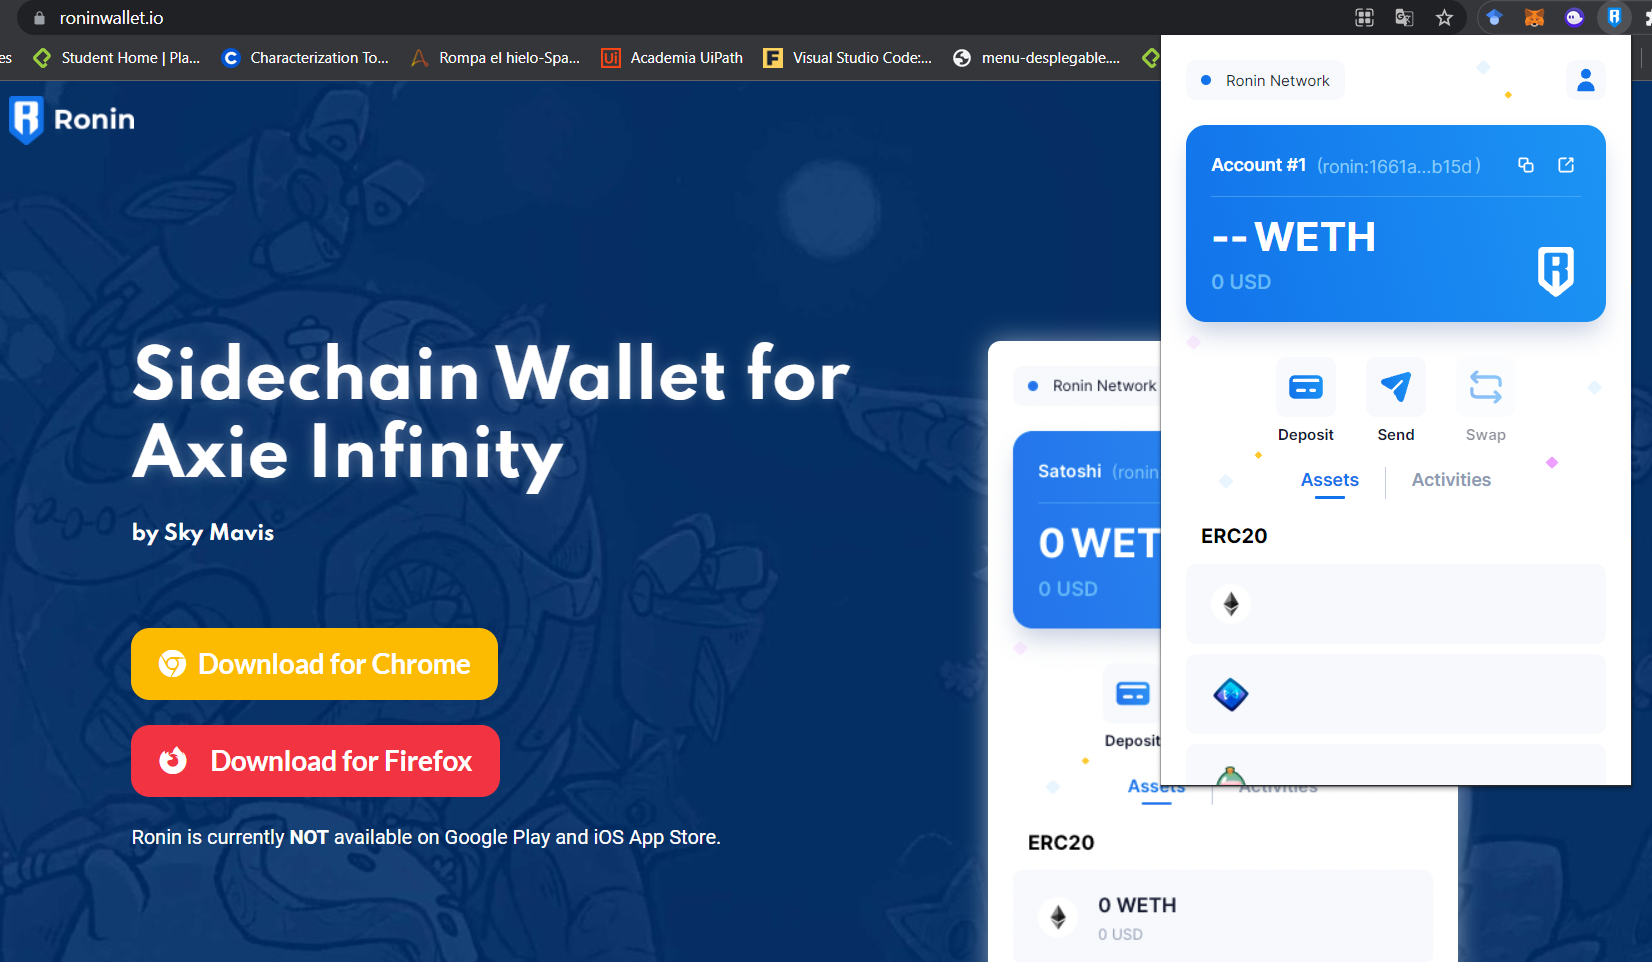 roninwallet.io
es
Student Home | Pla...
Characterization To...
Rompa el hielo-Spa...
Ui
Academia UiPath
Visual Studio Code:...
menu-desplegable....
Ronin
Sidechain Wallet for
Axie Infinity
by Sky Mavis
Download for Chrome
Download for Firefox
Ronin is currently NOT available on Google Play and iOS App Store.
Ronin Network
Satoshi (ronin
0 WET
0 USD
Deposit
Assets
Activities
ERC20
0 WETH
0 USD
Ronin Network
Account #1 (ronin:1661a...b15d)
-- WETH
0 USD
Deposit
Send
Swap
Assets
Activities
ERC20